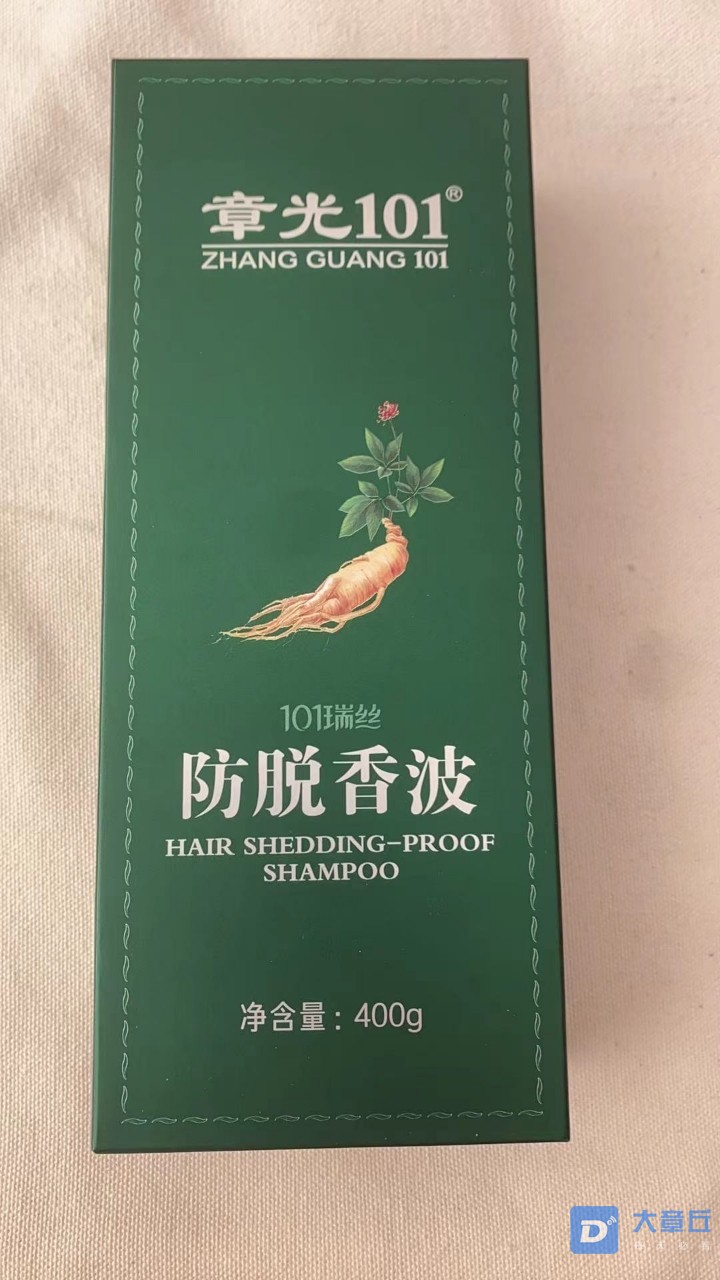 章光101®
ZHANG GUANG 101
101瑞丝
防脱香波
HAIR SHEDDING-PROOF
SHAMPOO
净含量：400g
D
大章丘